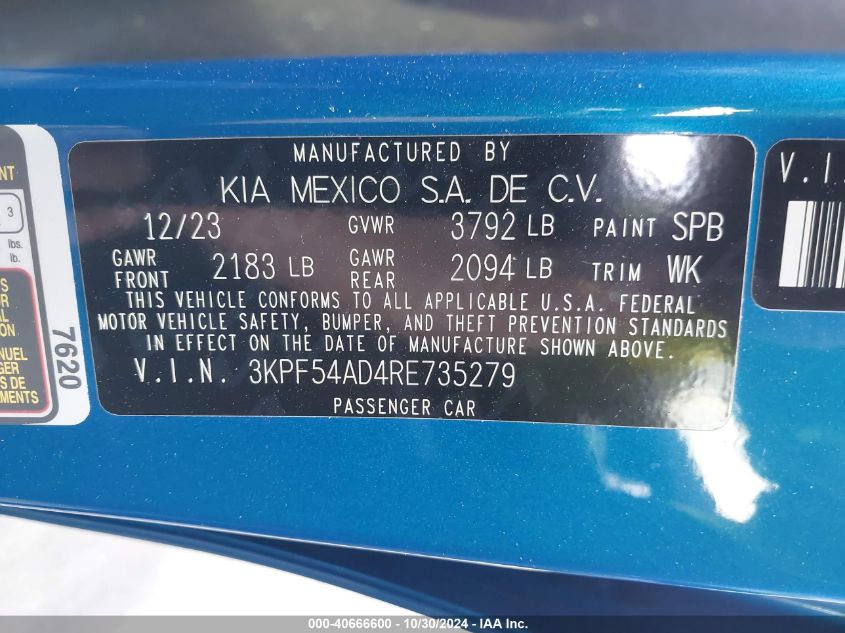 MANUFACTURED BY
KIA MEXICO S.A. DE C.V.
12/23 GVWR 3792 LB PAINT SPB
GAWR FRONT 2183 LB GAWR REAR 2094 LB TRIM WK
THIS VEHICLE CONFORMS TO ALL APPLICABLE U.S.A. FEDERAL
MOTOR VEHICLE SAFETY, BUMPER, AND THEFT PREVENTION STANDARDS
IN EFFECT ON THE DATE OF MANUFACTURE SHOWN ABOVE.
V.I.N. 3KPF54AD4RE735279
PASSENGER CAR
3
lbs.
lb.
7620
V.I
000-40666600 - 10/30/2024 - IAA Inc.